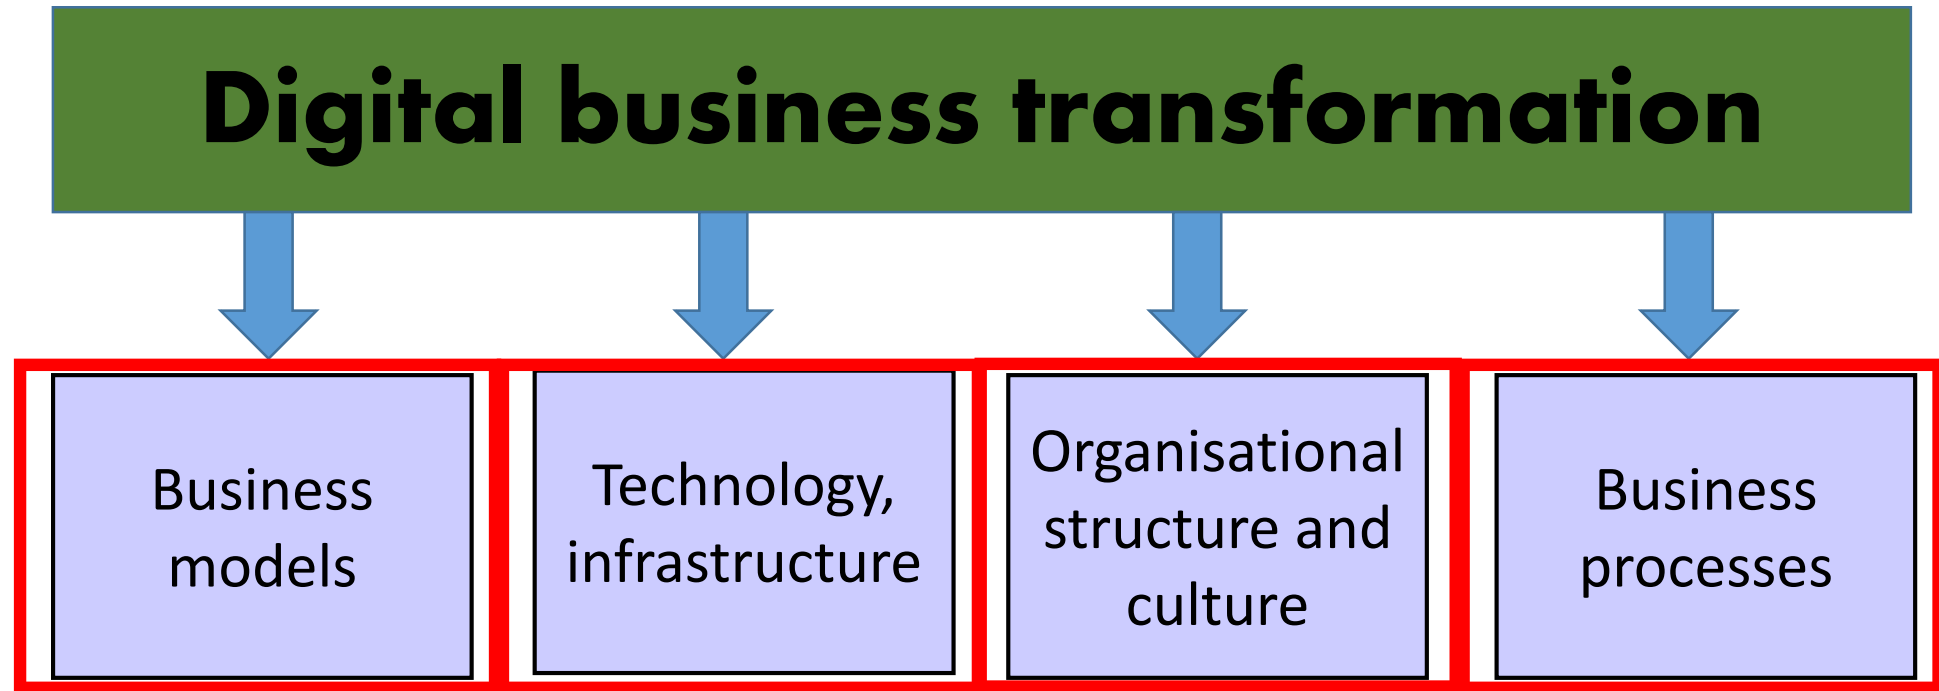 Digital business transformation
Business
models
Technology,
infrastructure
Organisational
structure and
culture
Business
processes